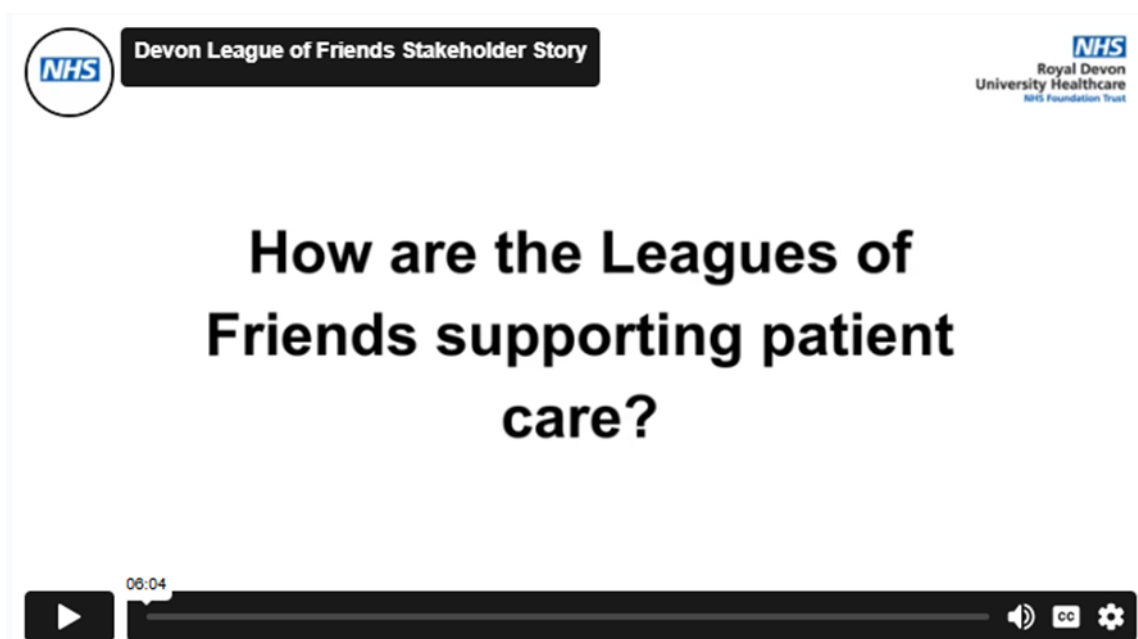 NHS
Devon League of Friends Stakeholder Story
NHS
Royal Devon
University Healthcare
NHS Foundation Trust
How are the Leagues of
Friends supporting patient
care?
06:04
CC